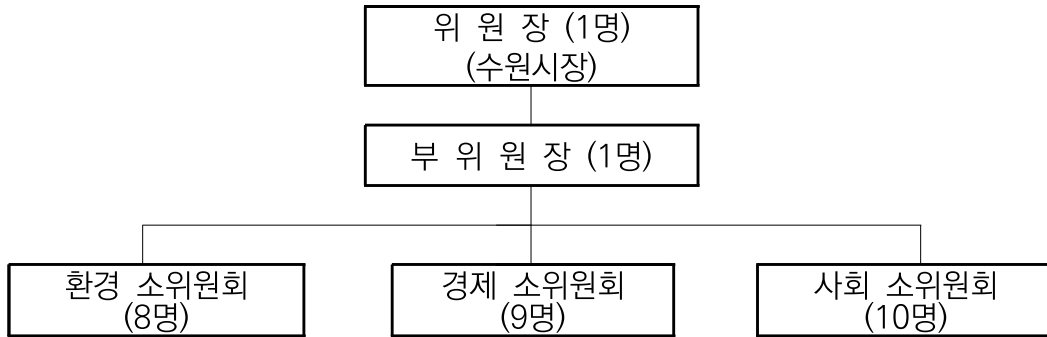 위 원 장 (1명)
(수원시장)
부 위 원 장 (1명)
환경 소위원회
(8명)
경제 소위원회
(9명)
사회 소위원회
(10명)